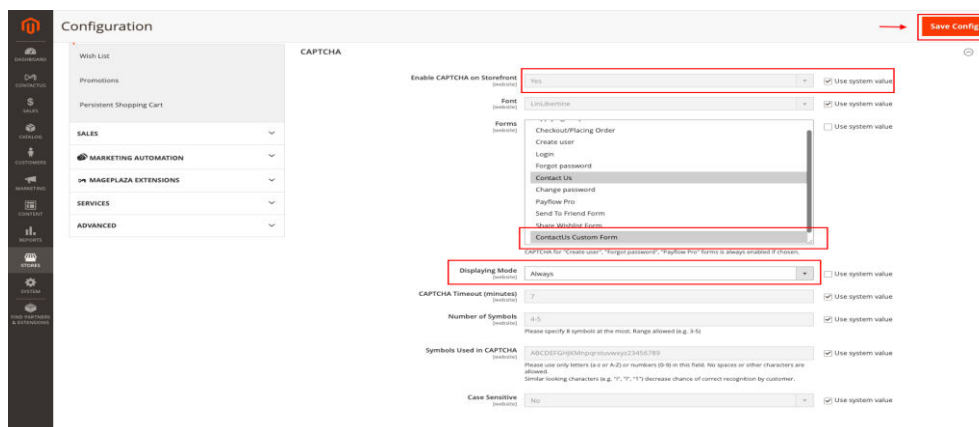 Configuration
Save Config
DASHBOARD
CONTACTUS
SALES
CATALOG
CUSTOMERS
MARKETING
CONTENT
REPORTS
STORES
SYSTEM
FIND PARTNERS
& EXTENSIONS
Wish List
Promotions
Persistent Shopping Cart
SALES
MARKETING AUTOMATION
MAGEPLAZA EXTENSIONS
SERVICES
ADVANCED
CAPTCHA
Enable CAPTCHA on Storefront
[website]
Yes
Use system value
Font
[website]
LinLibertine
Use system value
Forms
[website]
Use system value
Checkout/Placing Order
Create user
Login
Forgot password
Contact Us
Change password
Payflow Pro
Send To Friend Form
Share Wishlist Form
ContactUs Custom Form
CAPTCHA for "Create user", "Forgot password", "Payflow Pro" forms is always enabled if chosen.
Displaying Mode
[website]
Always
Use system value
CAPTCHA Timeout (minutes)
[website]
7
Use system value
Number of Symbols
[website]
4-5
Use system value
Please specify 8 symbols at the most. Range allowed (e.g. 3-5)
Symbols Used in CAPTCHA
[website]
Use system value
Please use only letters (a-z or A-Z) or numbers (0-9) in this field. No spaces or other characters are
allowed.
decrease chance of correct recognition by customer.
Case Sensitive
[website]
No
Use system value